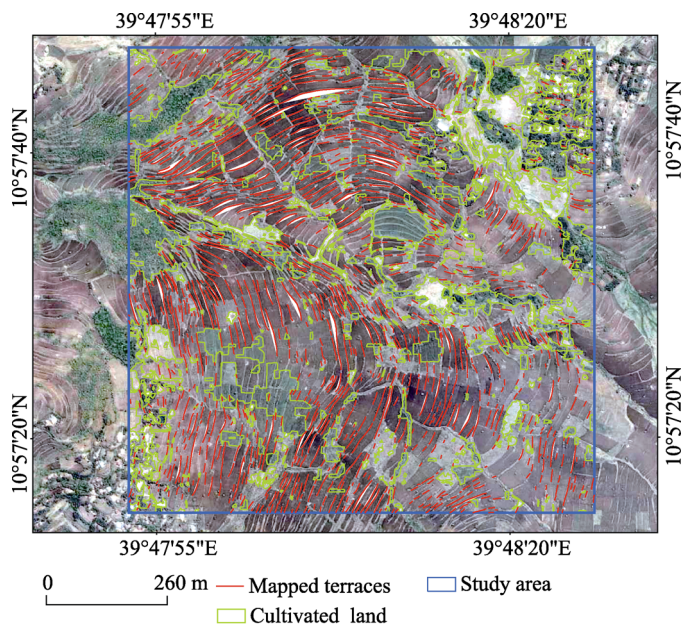 39°47'55"E 39°48'20"E
10°57'40"N 10°57'40"N
10°57'20"N 10°57'20"N
39°47'55"E 39°48'20"E
0 260 m Mapped terraces Study area
Cultivated land